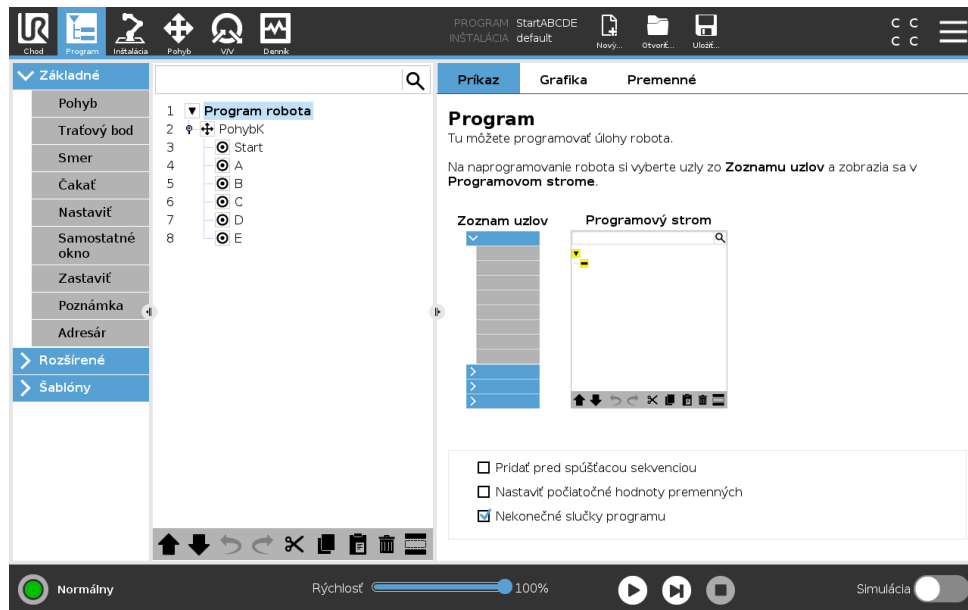 UR
Chod
Program
Inštalácia
Pohyb
V/V
Denník
PROGRAM StartABCDE
INŠTALÁCIA default
Nový...
Otvoriť...
Uložiť...
C C
C C
Základné
Pohyb
Traťový bod
Smer
Čakať
Nastaviť
Samostatné
okno
Zastaviť
Poznámka
Adresár
Rozšírené
Šablóny
1 Program robota
2 PohybK
3 Start
4 A
5 B
6 C
7 D
8 E
Príkaz Grafika Premenné
Program
Tu môžete programovať úlohy robota.
Na naprogramovanie robota si vyberte uzly zo Zoznamu uzlov a zobrazia sa v
Programovom strome.
Zoznam uzlov
Programový strom
Pridať pred spúšťacou sekvenciou
Nastaviť počiatočné hodnoty premenných
Nekonečné slučky programu
Normálny
Rýchlosť 100%
Simulácia